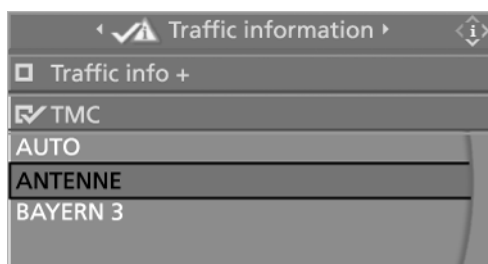 Traffic information
Traffic info +
TMC
AUTO
ANTENNE
BAYERN 3